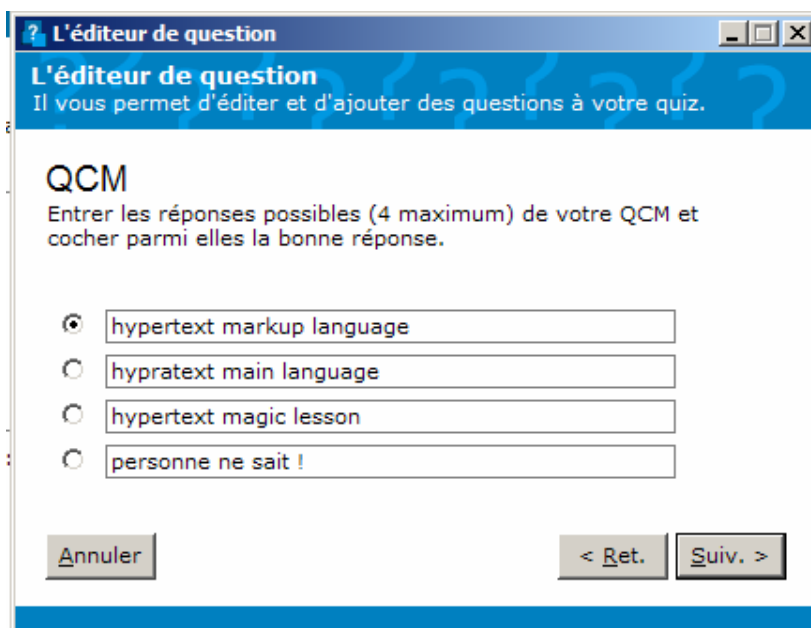 L'éditeur de question
L'éditeur de question
Il vous permet d'éditer et d'ajouter des questions à votre quiz.
QCM
Entrer les réponses possibles (4 maximum) de votre QCM et
cocher parmi elles la bonne réponse.
hypertext markup language
hypratext main language
hypertext magic lesson
personne ne sait !
Annuler
< Ret.
Suiv. >